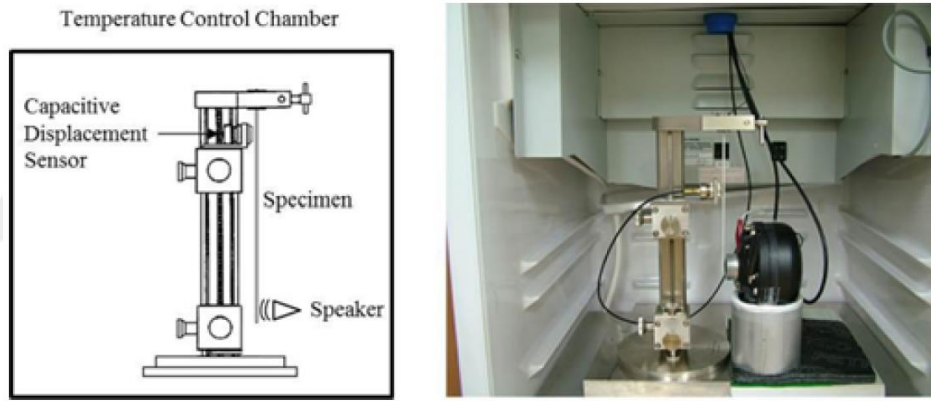 Temperature Control Chamber
Capacitive
Displacement
Sensor
Specimen
Speaker